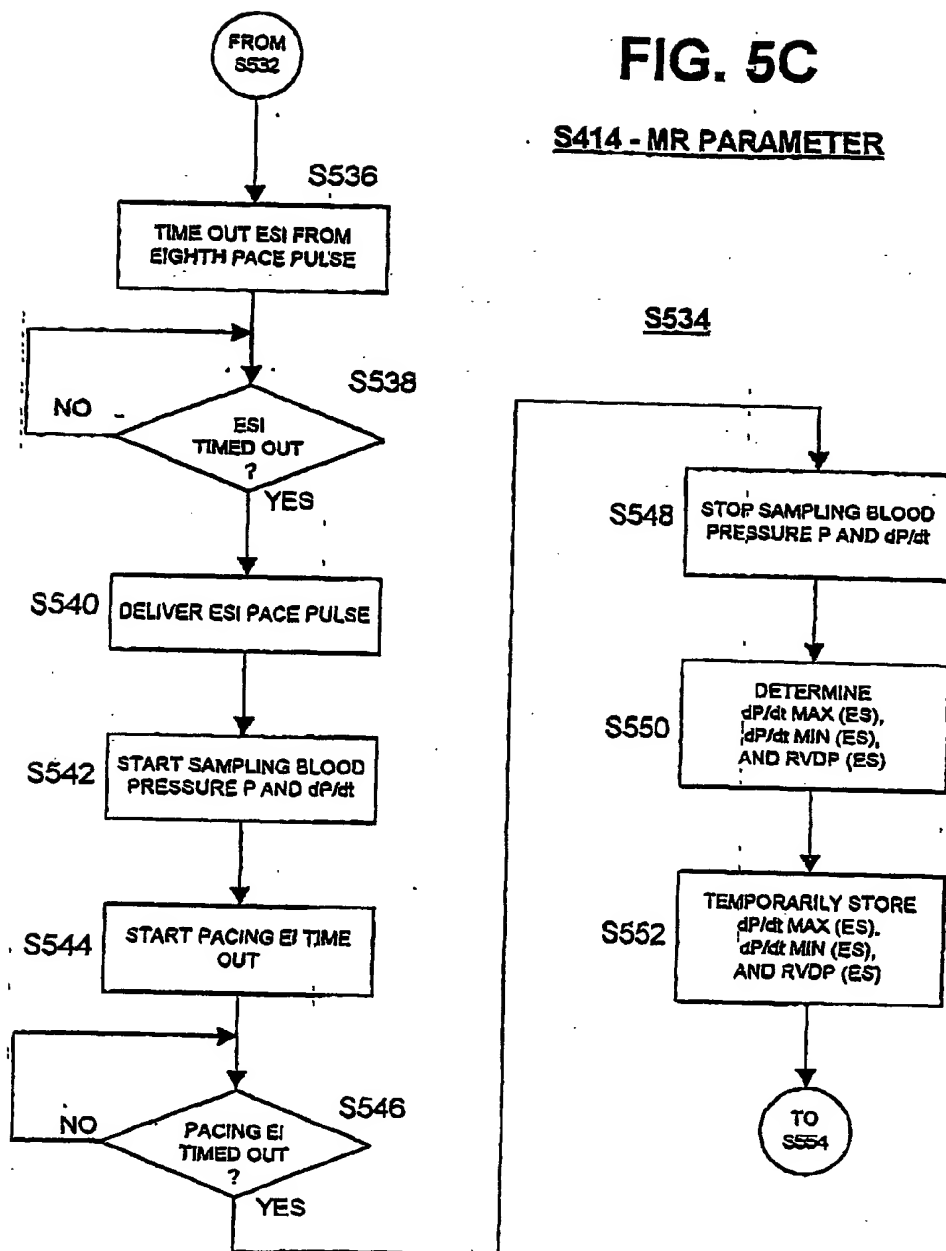 FROM
S532
FIG. 5C
S414 - MR PARAMETER
S536
TIME OUT ESI FROM
EIGHTH PACE PULSE
S538
NO
ESI
TIMED OUT
?
YES
S540
DELIVER ESI PACE PULSE
S542
START SAMPLING BLOOD
PRESSURE P AND dP/dt
S544
START PACING EI TIME
OUT
S546
NO
PACING EI
TIMED OUT
?
YES
S534
S548
STOP SAMPLING BLOOD
PRESSURE P AND dP/dt
S550
DETERMINE
dP/dt MAX (ES),
dP/dt MIN (ES),
AND RVDP (ES)
S552
TEMPORARILY STORE
dP/dt MAX (ES),
dP/dt MIN (ES),
AND RVDP (ES)
TO
S554